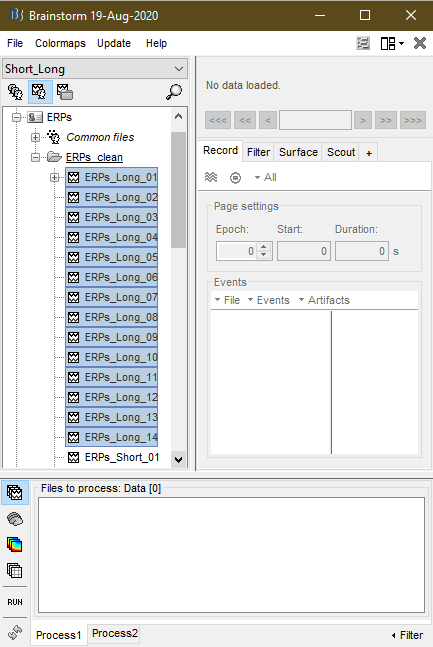 Brainstorm 19-Aug-2020
File Colormaps Update Help
Short_Long
ERPs
Common files
ERPs_clean
ERPs_Long_01
ERPs_Long_02
ERPs_Long_03
ERPs_Long_04
ERPs_Long_05
ERPs_Long_06
ERPs_Long_07
ERPs_Long_08
ERPs_Long_09
ERPs_Long_10
ERPs_Long_11
ERPs_Long_12
ERPs_Long_13
ERPs_Long_14
ERPs_Short_01
No data loaded.
<<< << < > >> >>>
Record Filter Surface Scout +
All
Page settings
Epoch: Start: Duration:
0 0 0 s
Events
File Events Artifacts
Files to process: Data [0]
RUN
Process1 Process2 Filter